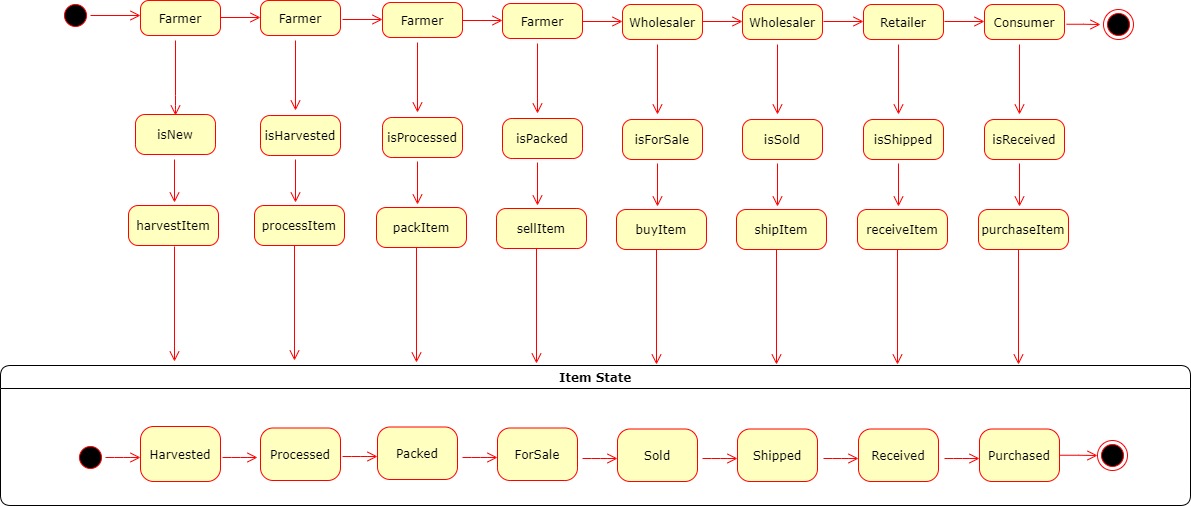 Farmer Farmer Farmer Farmer Wholesaler Wholesaler Retailer Consumer
isNew isHarvested isProcessed isPacked isForSale isSold isShipped isReceived
harvestItem processItem packItem sellItem buyItem shipItem receiveItem purchaseItem
Item State
Harvested Processed Packed ForSale Sold Shipped Received Purchased